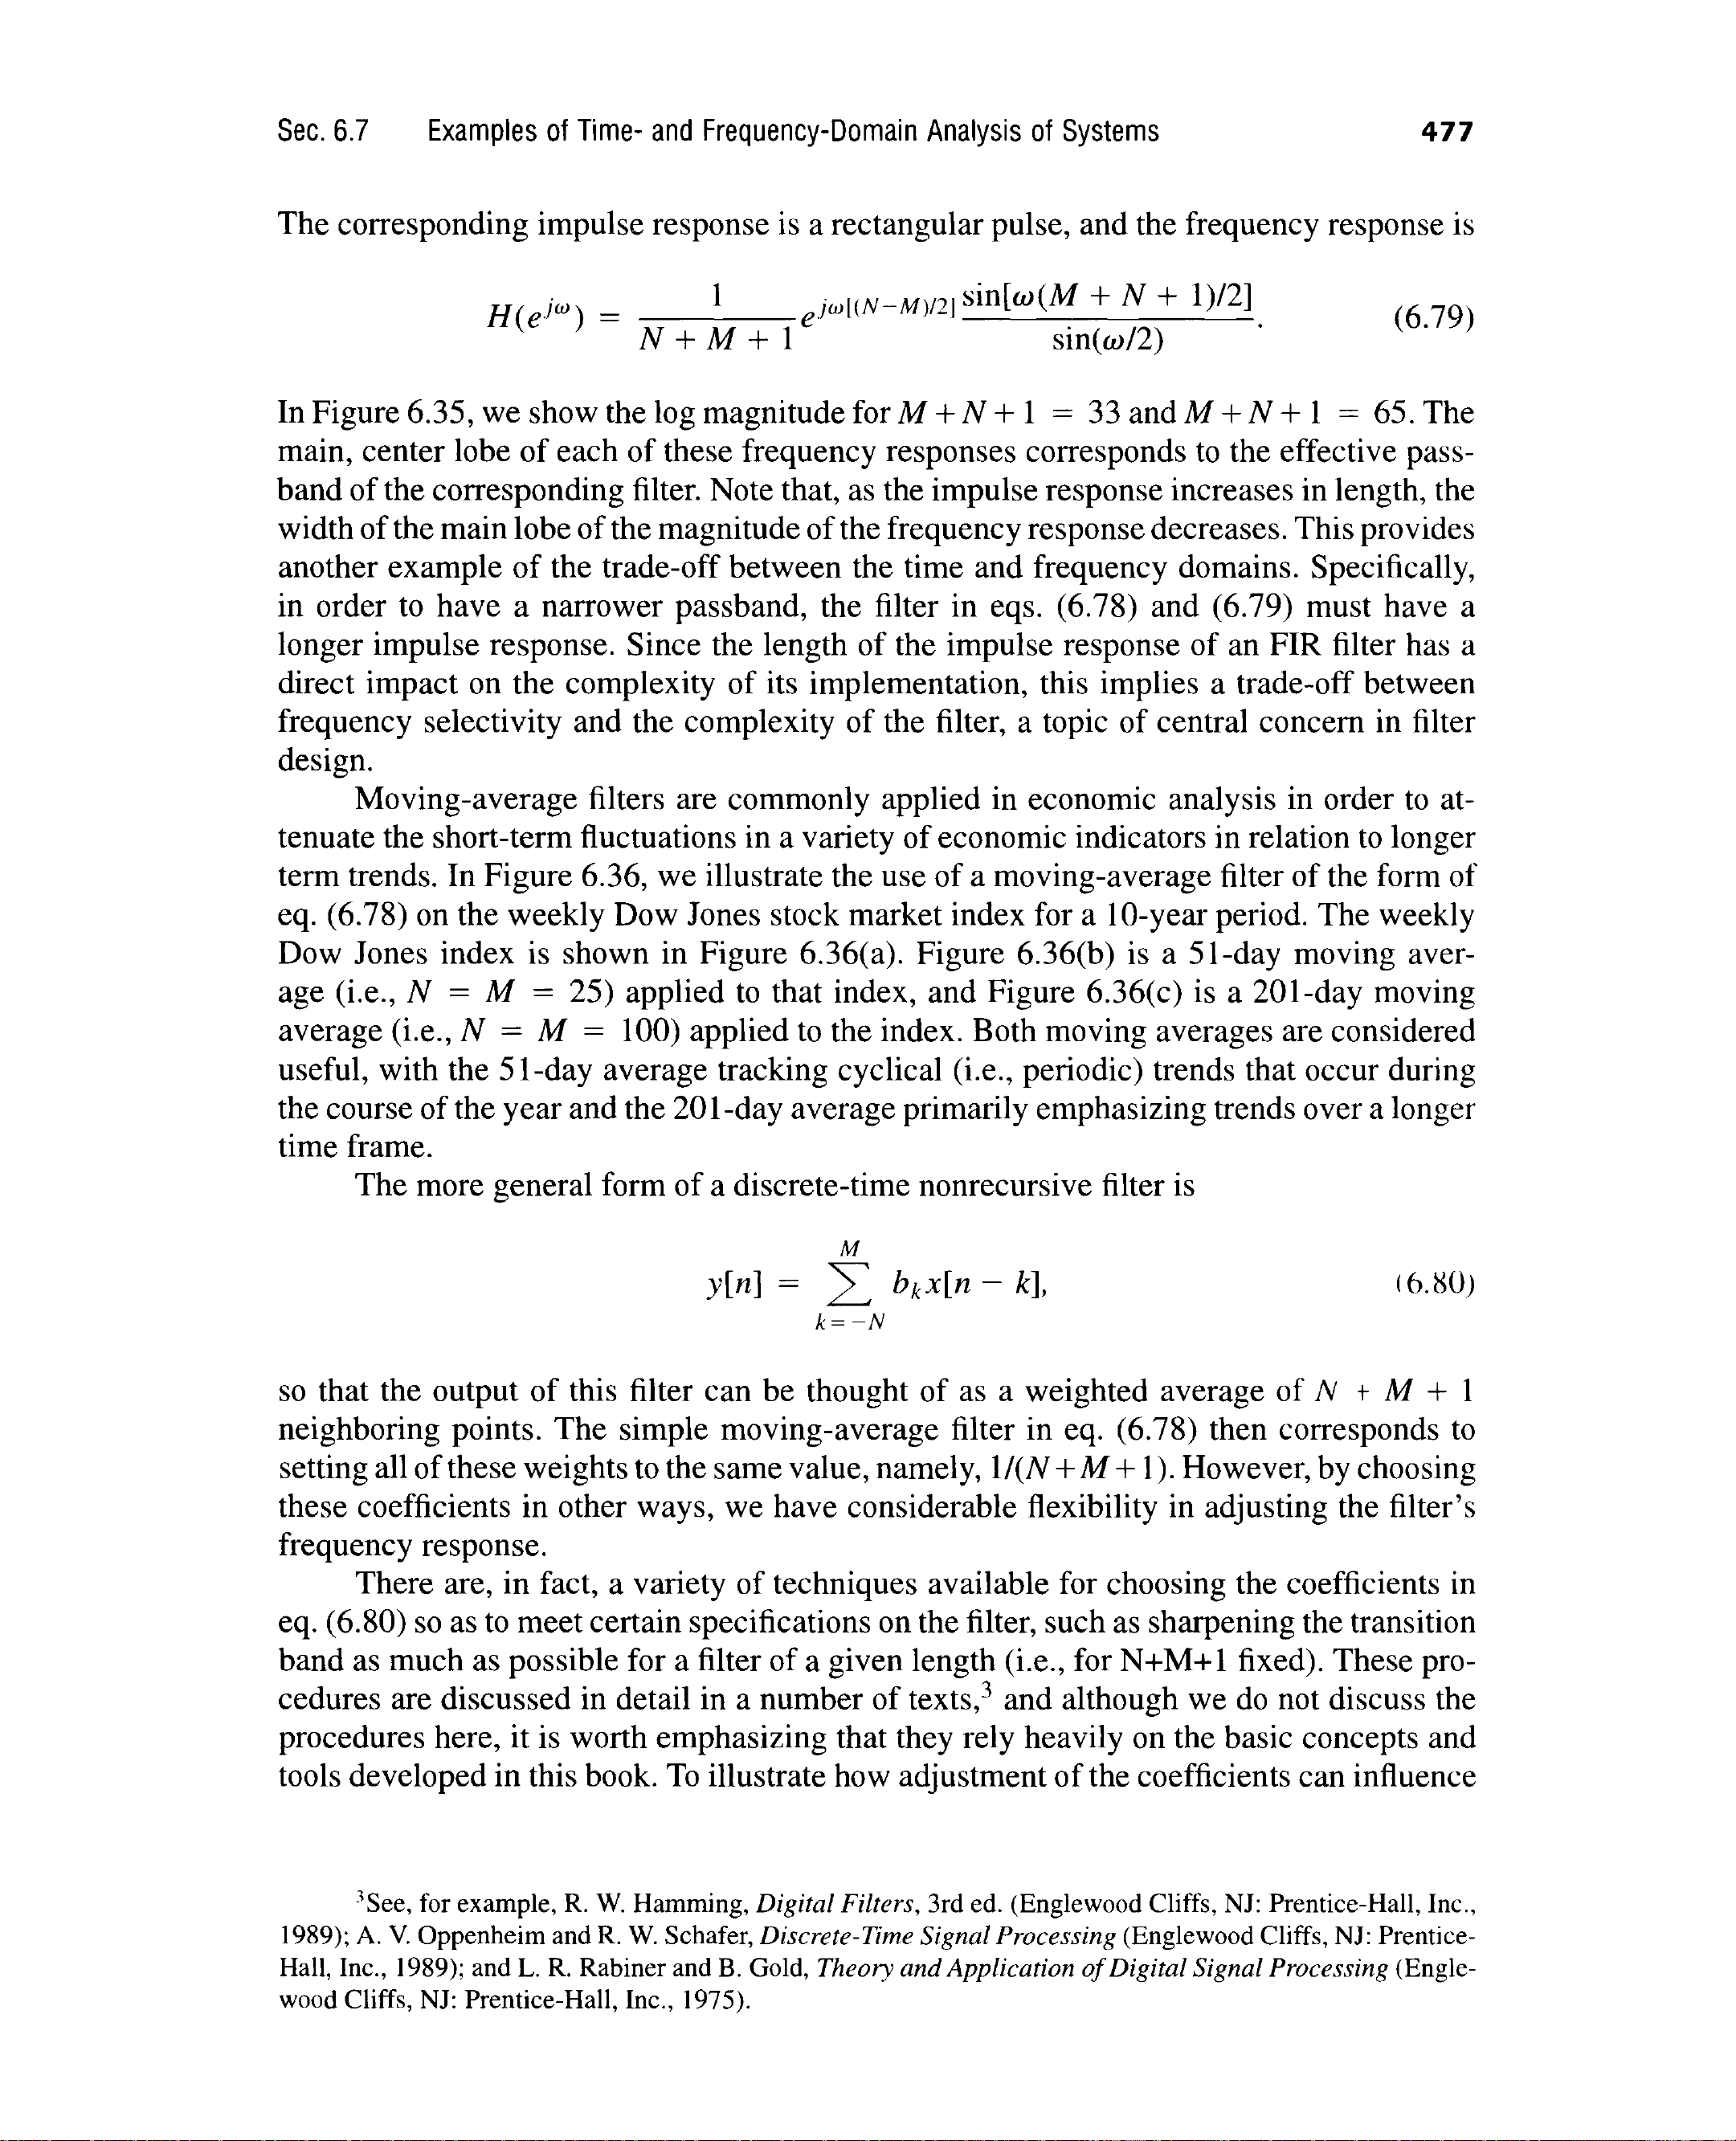 Sec. 6.7 Examples of Time- and Frequency-Domain Analysis of Systems 477
The corresponding impulse response is a rectangular pulse, and the frequency response is
H(e^{jω}) = \frac{1}{N + M + 1} e^{jω[(N−M)/2]} \frac{sin[ω(M + N + 1)/2]}{sin(ω/2)}. (6.79)
In Figure 6.35, we show the log magnitude for M + N + 1 = 33 and M + N + 1 = 65. The
main, center lobe of each of these frequency responses corresponds to the effective pass-
band of the corresponding filter. Note that, as the impulse response increases in length, the
width of the main lobe of the magnitude of the frequency response decreases. This provides
another example of the trade-off between the time and frequency domains. Specifically,
in order to have a narrower passband, the filter in eqs. (6.78) and (6.79) must have a
longer impulse response. Since the length of the impulse response of an FIR filter has a
direct impact on the complexity of its implementation, this implies a trade-off between
frequency selectivity and the complexity of the filter, a topic of central concern in filter
design.
Moving-average filters are commonly applied in economic analysis in order to at-
tenuate the short-term fluctuations in a variety of economic indicators in relation to longer
term trends. In Figure 6.36, we illustrate the use of a moving-average filter of the form of
eq. (6.78) on the weekly Dow Jones stock market index for a 10-year period. The weekly
Dow Jones index is shown in Figure 6.36(a). Figure 6.36(b) is a 51-day moving aver-
age (i.e., N = M = 25) applied to that index, and Figure 6.36(c) is a 201-day moving
average (i.e., N = M = 100) applied to the index. Both moving averages are considered
useful, with the 51-day average tracking cyclical (i.e., periodic) trends that occur during
the course of the year and the 201-day average primarily emphasizing trends over a longer
time frame.
The more general form of a discrete-time nonrecursive filter is
y[n] = \sum_{k=−N}^{M} b_k x[n − k], (6.80)
so that the output of this filter can be thought of as a weighted average of N + M + 1
neighboring points. The simple moving-average filter in eq. (6.78) then corresponds to
setting all of these weights to the same value, namely, 1/(N + M + 1). However, by choosing
these coefficients in other ways, we have considerable flexibility in adjusting the filter's
frequency response.
There are, in fact, a variety of techniques available for choosing the coefficients in
eq. (6.80) so as to meet certain specifications on the filter, such as sharpening the transition
band as much as possible for a filter of a given length (i.e., for N+M+1 fixed). These pro-
cedures are discussed in detail in a number of texts,³ and although we do not discuss the
procedures here, it is worth emphasizing that they rely heavily on the basic concepts and
tools developed in this book. To illustrate how adjustment of the coefficients can influence
³See, for example, R. W. Hamming, Digital Filters, 3rd ed. (Englewood Cliffs, NJ: Prentice-Hall, Inc.,
1989); A. V. Oppenheim and R. W. Schafer, Discrete-Time Signal Processing (Englewood Cliffs, NJ: Prentice-
Hall, Inc., 1989); and L. R. Rabiner and B. Gold, Theory and Application of Digital Signal Processing (Engle-
wood Cliffs, NJ: Prentice-Hall, Inc., 1975).